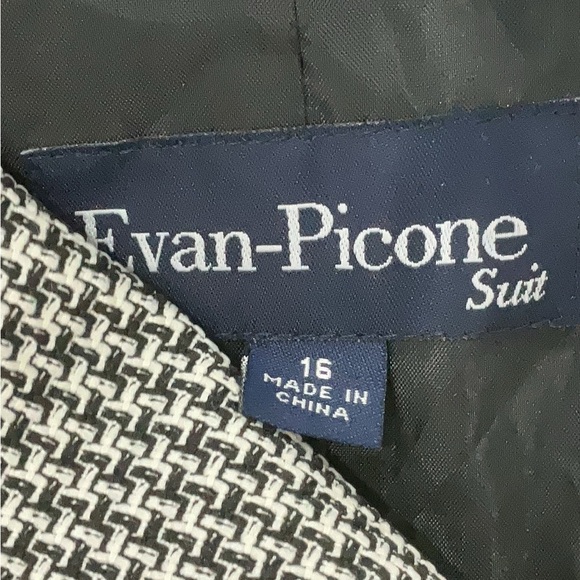 Evan-Picone
Suit
16
MADE IN
CHINA